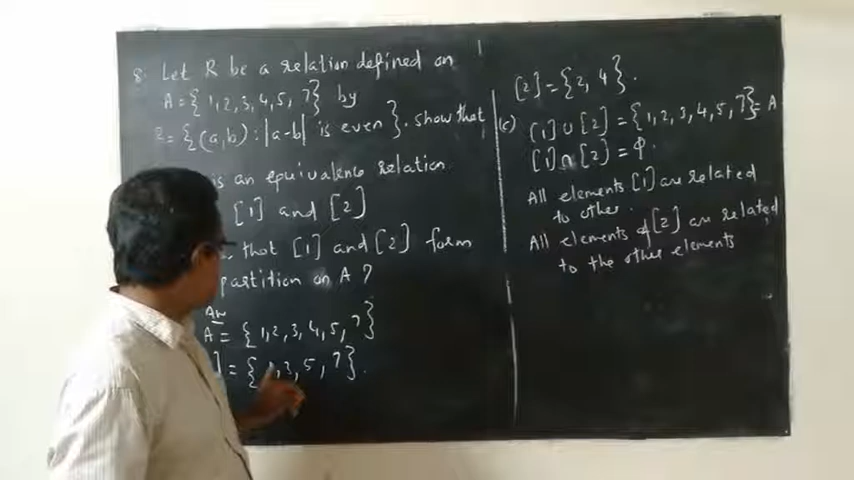 8. Let R be a relation defined on
A = {1,2,3,4,5,7} by
R = {(a,b) : |a-b| is even}. show that
is an equivalence relation
[1] and [2]
that [1] and [2] form
partition on A ?
Aw
A = {1,2,3,4,5,7}
] = {1,3,5,7}.
[2] = {2,4}.
(c) [1] ∪ [2] = {1,2,3,4,5,7} = A
[1] ∩ [2] = φ.
All elements [1] are related
to other.
All elements of [2] are related,
to the other elements